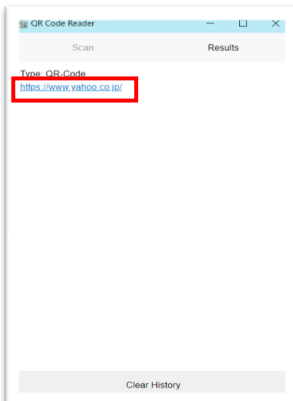 QR Code Reader
Scan Results
Type: QR-Code
https://www.yahoo.co.jp/
Clear History